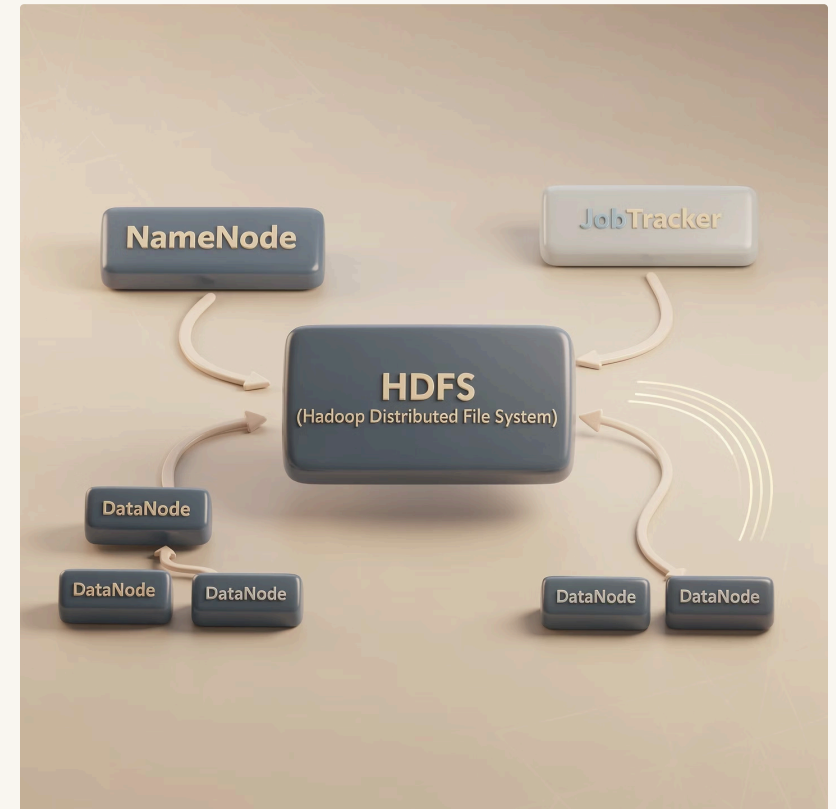 NameNode
JobTracker
HDFS
(Hadoop Distributed File System)
DataNode
DataNode
DataNode
DataNode
DataNode